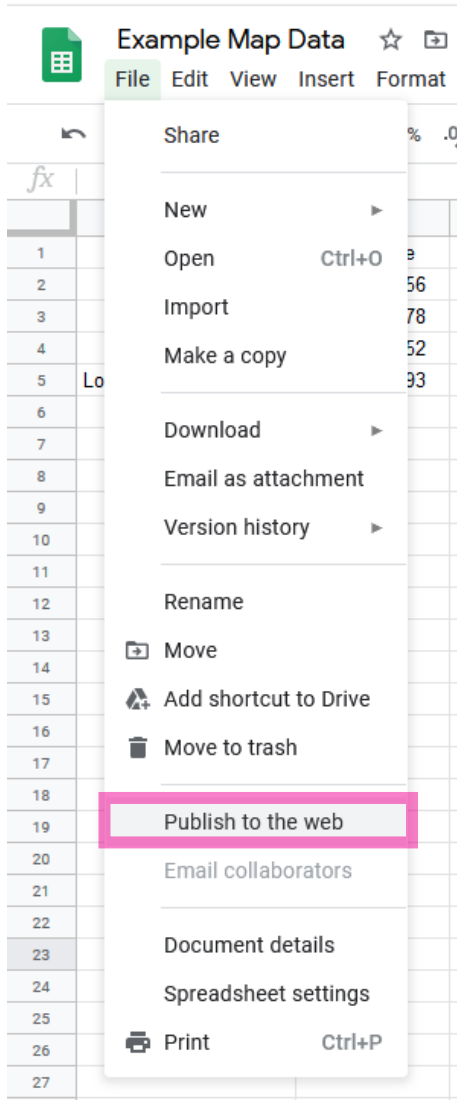 Example Map Data
File Edit View Insert Format
Share % .0
fx
New
1 e
Open Ctrl+O
2 56
Import
3 78
Make a copy
4 52
5 Lo 93
6
Download
7
Email as attachment
8
9
Version history
10
11
Rename
12
13
Move
14
Add shortcut to Drive
15
16
Move to trash
17
18
Publish to the web
19
20
Email collaborators
21
22
Document details
23
24
Spreadsheet settings
25
Print Ctrl+P
26
27